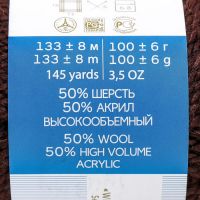 133 ± 8 м 100 ± 6 г
133 ± 8 m 100 ± 6 g
145 yards 3,5 OZ
50% ШЕРСТЬ
50% АКРИЛ
ВЫСОКООБЪЕМНЫЙ
50% WOOL
50% HIGH VOLUME
ACRYLIC